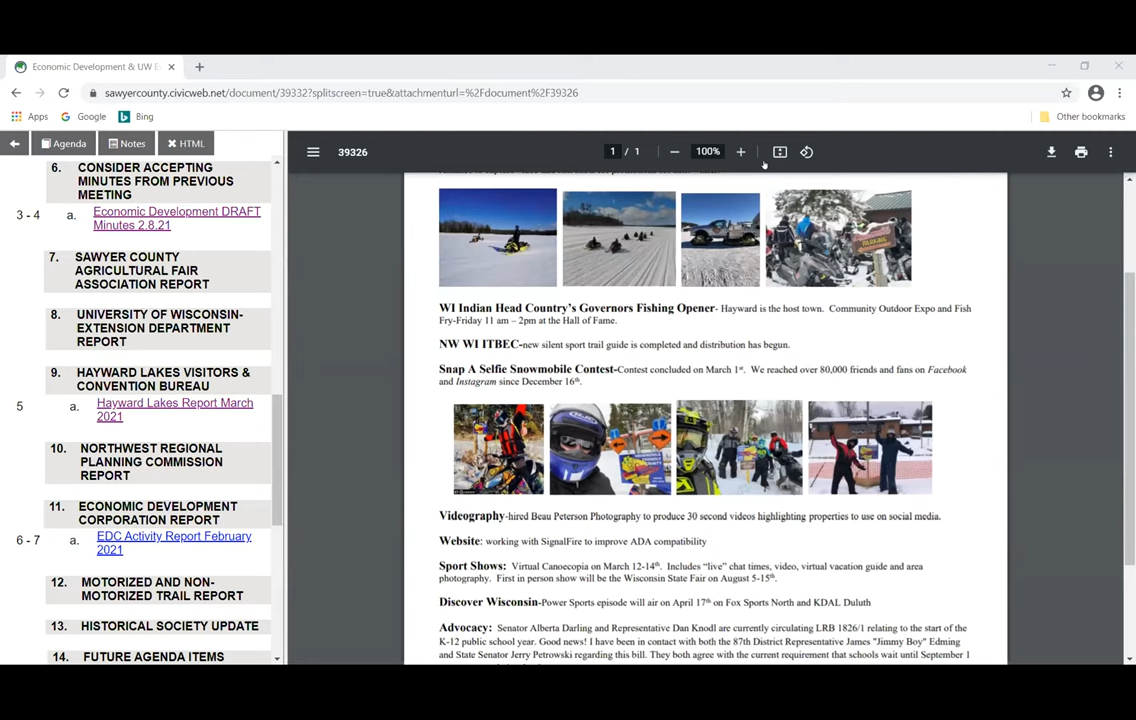 Economic Development & UW E
sawyercounty.civicweb.net/document/39332?splitscreen=true&attachmenturl=%2Fdocument%2F39326
Apps
Google
Bing
Other bookmarks
Agenda
Notes
HTML
6. CONSIDER ACCEPTING
MINUTES FROM PREVIOUS
MEETING
3 - 4 a. Economic Development DRAFT
Minutes 2.8.21
7. SAWYER COUNTY
AGRICULTURAL FAIR
ASSOCIATION REPORT
8. UNIVERSITY OF WISCONSIN-
EXTENSION DEPARTMENT
REPORT
9. HAYWARD LAKES VISITORS &
CONVENTION BUREAU
5 a. Hayward Lakes Report March
2021
10. NORTHWEST REGIONAL
PLANNING COMMISSION
REPORT
11. ECONOMIC DEVELOPMENT
CORPORATION REPORT
6 - 7 a. EDC Activity Report February
2021
12. MOTORIZED AND NON-
MOTORIZED TRAIL REPORT
13. HISTORICAL SOCIETY UPDATE
14. FUTURE AGENDA ITEMS
39326
1 / 1
100%
PARKING
WI Indian Head Country's Governors Fishing Opener- Hayward is the host town. Community Outdoor Expo and Fish
Fry-Friday 11 am – 2pm at the Hall of Fame.
NW WI ITBEC-new silent sport trail guide is completed and distribution has begun.
Snap A Selfie Snowmobile Contest-Contest concluded on March 1st. We reached over 80,000 friends and fans on Facebook
and Instagram since December 16th.
Videography-hired Beau Peterson Photography to produce 30 second videos highlighting properties to use on social media.
Website: working with SignalFire to improve ADA compatibility
Sport Shows: Virtual Canoecopia on March 12-14th. Includes "live" chat times, video, virtual vacation guide and area
photography. First in person show will be the Wisconsin State Fair on August 5-15th.
Discover Wisconsin-Power Sports episode will air on April 17th on Fox Sports North and KDAL Duluth
Advocacy: Senator Alberta Darling and Representative Dan Knodl are currently circulating LRB 1826/1 relating to the start of the
K-12 public school year. Good news! I have been in contact with both the 87th District Representative James "Jimmy Boy" Edming
and State Senator Jerry Petrowski regarding this bill. They both agree with the current requirement that schools wait until September 1